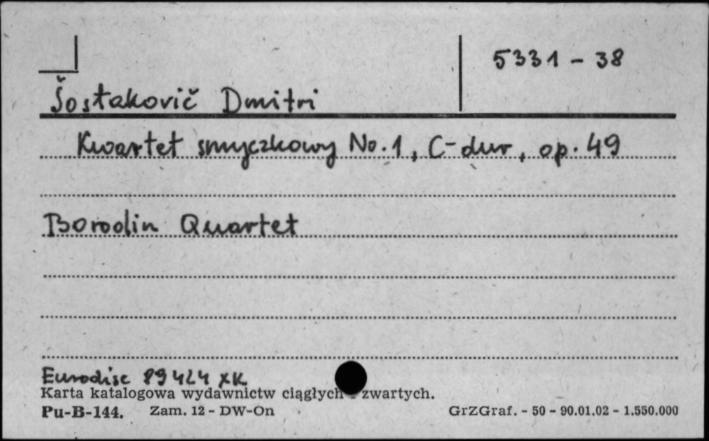 5331 - 38
Šostakovič Dmitri
Kwartet smyczkowy No. 1, C-dur, op. 49
Borodin Quartet
Eurodisc 89424 XK
Karta katalogowa wydawnictw ciągłych zwartych.
Pu-B-144. Zam. 12 - DW-On GrZGraf. - 50 - 90.01.02 - 1.550.000